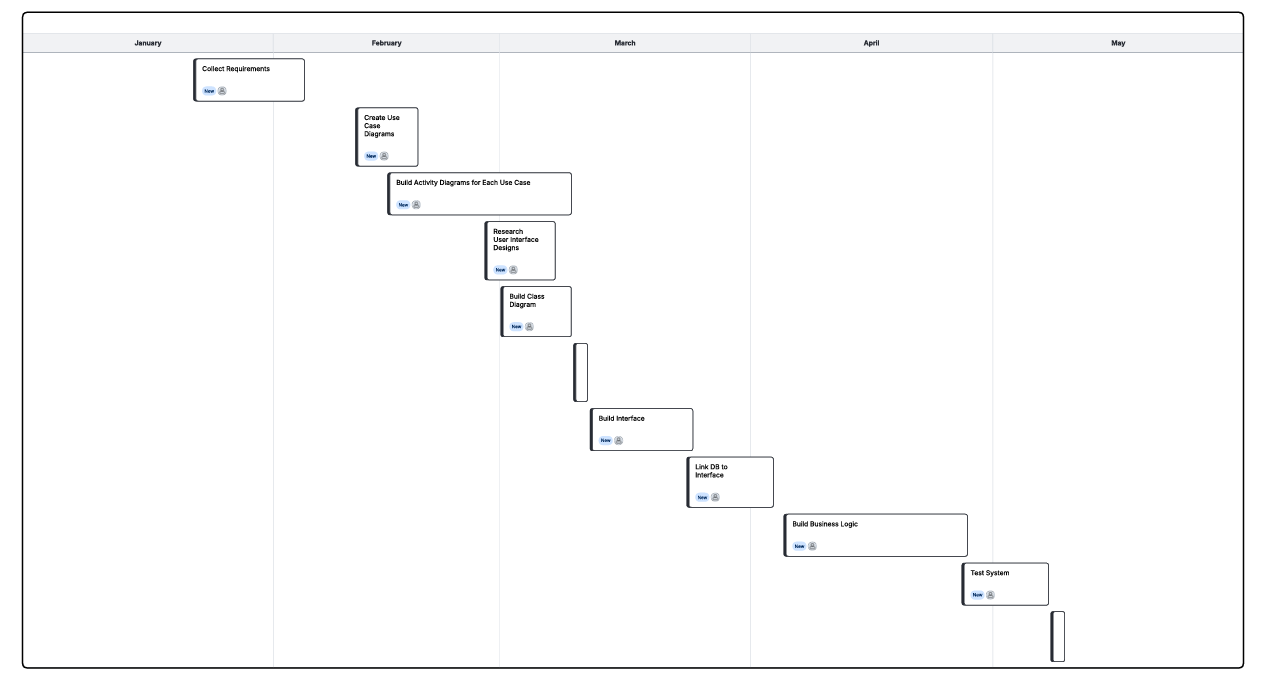 January February March April May
Collect Requirements
New
Create Use
Case
Diagrams
New
Build Activity Diagrams for Each Use Case
New
Research
User Interface
Designs
New
Build Class
Diagram
New
Build Interface
New
Link DB to
Interface
New
Build Business Logic
New
Test System
New